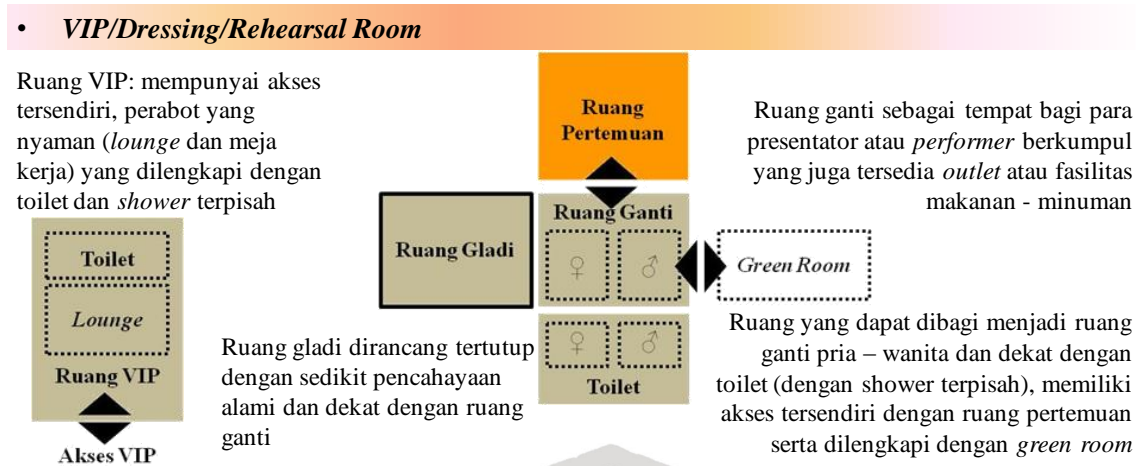 • VIP/Dressing/Rehearsal Room
Ruang VIP: mempunyai akses
tersendiri, perabot yang
nyaman (lounge dan meja
kerja) yang dilengkapi dengan
toilet dan shower terpisah
Toilet
Lounge
Ruang VIP
Akses VIP
Ruang gladi dirancang tertutup
dengan sedikit pencahayaan
alami dan dekat dengan ruang
ganti
Ruang Gladi
Ruang
Pertemuan
Ruang Ganti
♀ ♂
♀ ♂
Toilet
Green Room
Ruang ganti sebagai tempat bagi para
presentator atau performer berkumpul
yang juga tersedia outlet atau fasilitas
makanan - minuman
Ruang yang dapat dibagi menjadi ruang
ganti pria – wanita dan dekat dengan
toilet (dengan shower terpisah), memiliki
akses tersendiri dengan ruang pertemuan
serta dilengkapi dengan green room